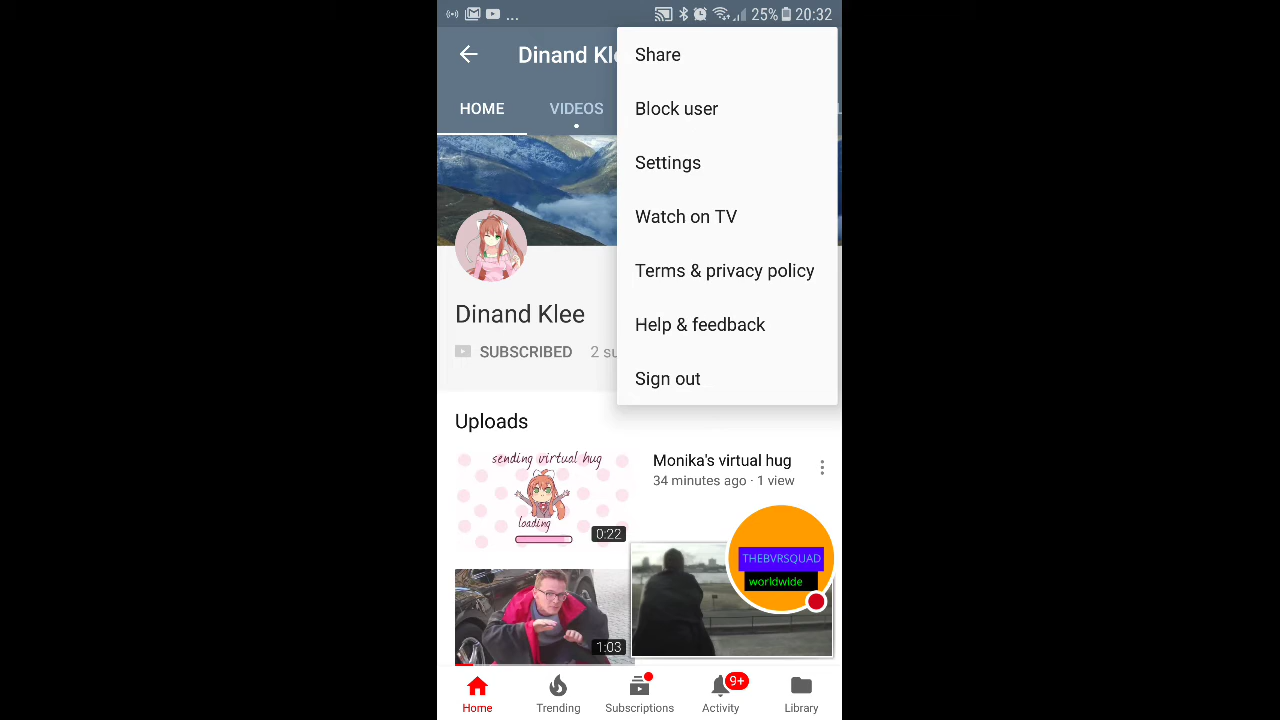 ... 25% 20:32
Dinand Kle
Share
HOME
VIDEOS
Block user
Settings
Watch on TV
Terms & privacy policy
Dinand Klee
Help & feedback
SUBSCRIBED 2 su
Sign out
Uploads
sending virtual hug
loading
0:22
Monika's virtual hug
34 minutes ago · 1 view
THEBVRSQUAD
worldwide
1:03
9+
Home
Trending
Subscriptions
Activity
Library